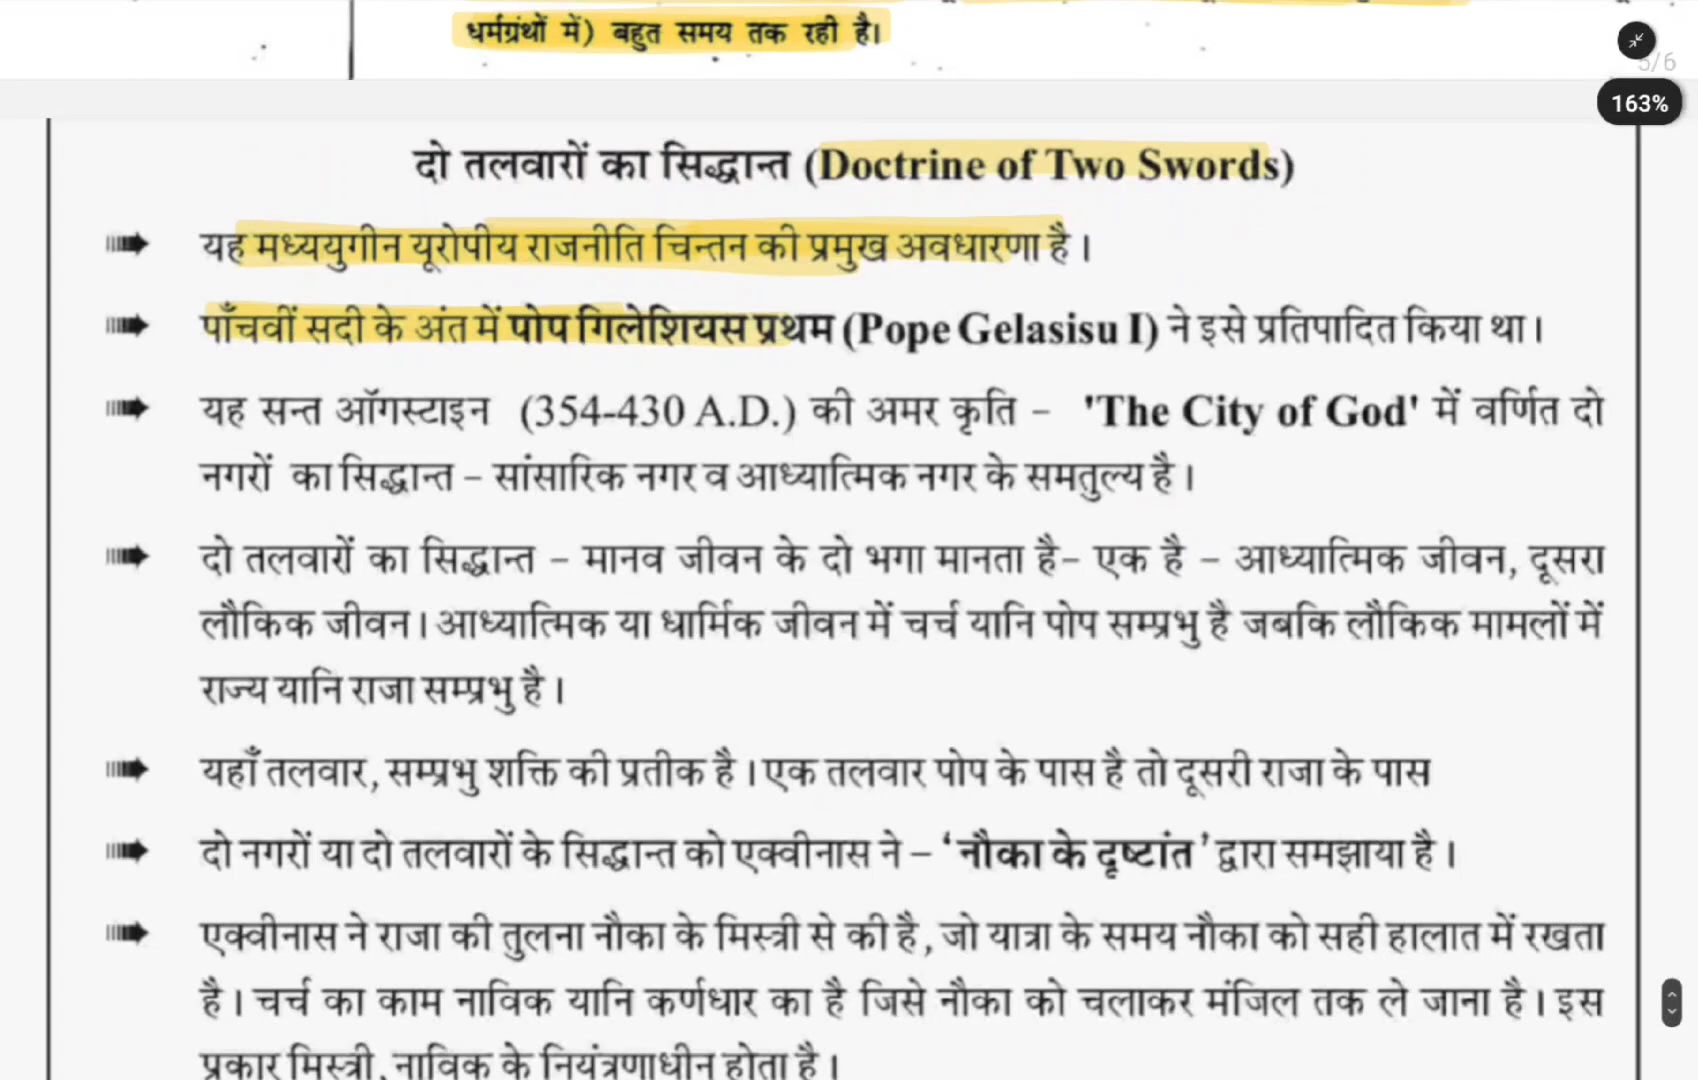 धर्मग्रंथों में) बहुत समय तक रही है।
5/6
163%
दो तलवारों का सिद्धान्त (Doctrine of Two Swords)
यह मध्ययुगीन यूरोपीय राजनीति चिन्तन की प्रमुख अवधारणा है।
पाँचवीं सदी के अंत में पोप गिलेशियस प्रथम (Pope Gelasisu I) ने इसे प्रतिपादित किया था।
यह सन्त ऑगस्टाइन (354-430 A.D.) की अमर कृति – 'The City of God' में वर्णित दो
नगरों का सिद्धान्त – सांसारिक नगर व आध्यात्मिक नगर के समतुल्य है।
दो तलवारों का सिद्धान्त – मानव जीवन के दो भगा मानता है– एक है – आध्यात्मिक जीवन, दूसरा
लौकिक जीवन। आध्यात्मिक या धार्मिक जीवन में चर्च यानि पोप सम्प्रभु है जबकि लौकिक मामलों में
राज्य यानि राजा सम्प्रभु है।
यहाँ तलवार, सम्प्रभु शक्ति की प्रतीक है। एक तलवार पोप के पास है तो दूसरी राजा के पास
दो नगरों या दो तलवारों के सिद्धान्त को एक्वीनास ने – ‘नौका के दृष्टांत’ द्वारा समझाया है।
एक्वीनास ने राजा की तुलना नौका के मिस्त्री से की है, जो यात्रा के समय नौका को सही हालात में रखता
है। चर्च का काम नाविक यानि कर्णधार का है जिसे नौका को चलाकर मंजिल तक ले जाना है। इस
प्रकार मिस्त्री, नाविक के नियंत्रणाधीन होता है।